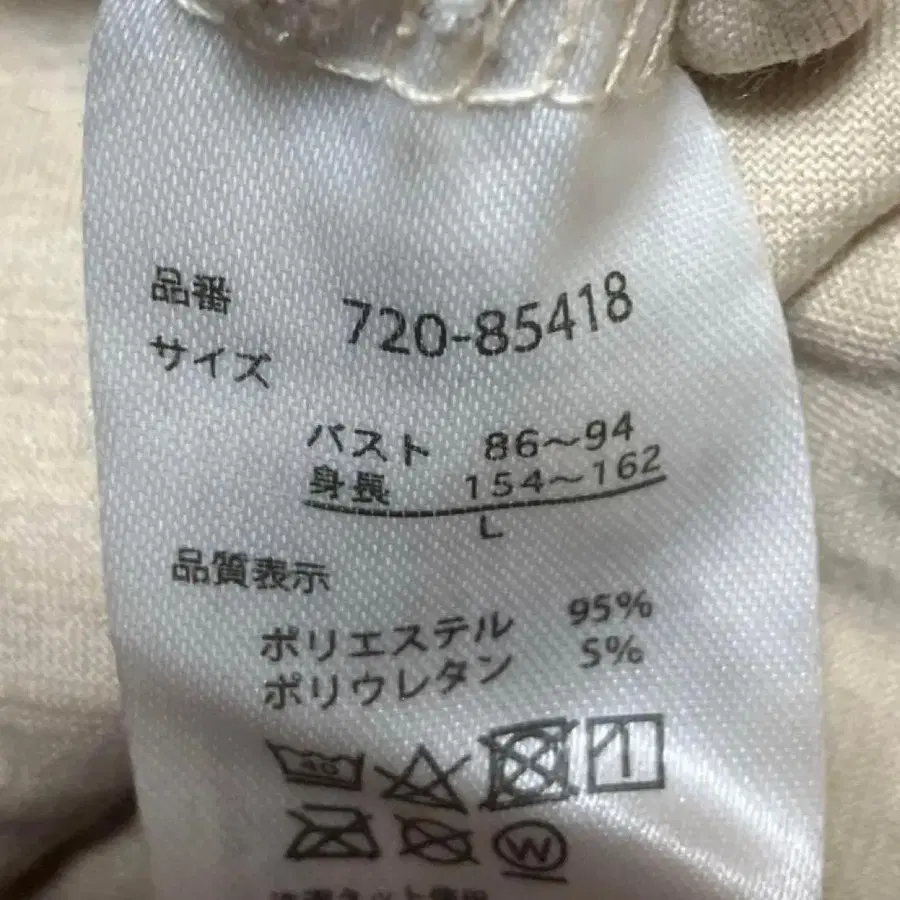 品番 720-85418
サイズ
バスト 86～94
身長 154～162
L
品質表示
ポリエステル 95%
ポリウレタン 5%
40
W